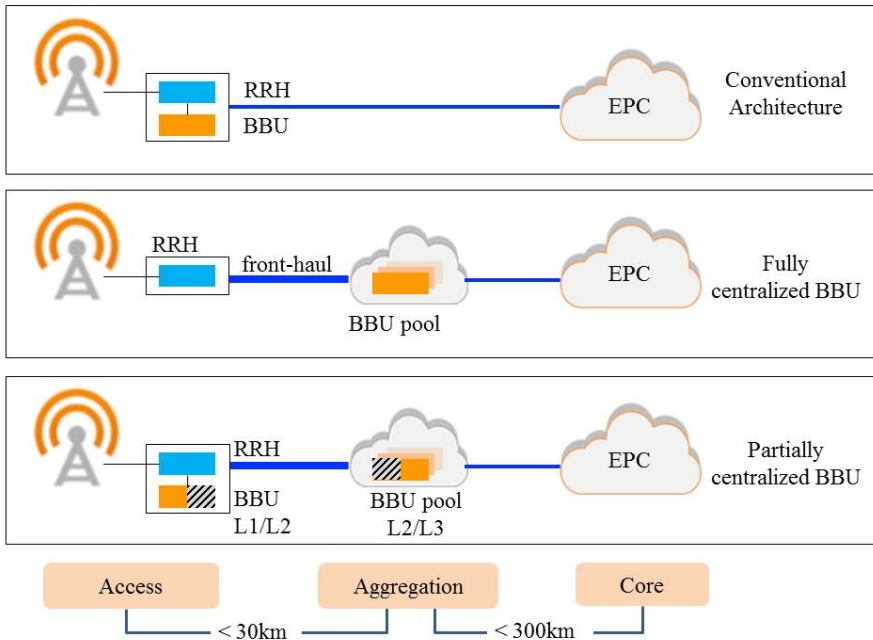 RRH
BBU
EPC
Conventional
Architecture
RRH
front-haul
BBU pool
EPC
Fully
centralized BBU
RRH
BBU
L1/L2
BBU pool
L2/L3
EPC
Partially
centralized BBU
Access
Aggregation
Core
< 30km
< 300km